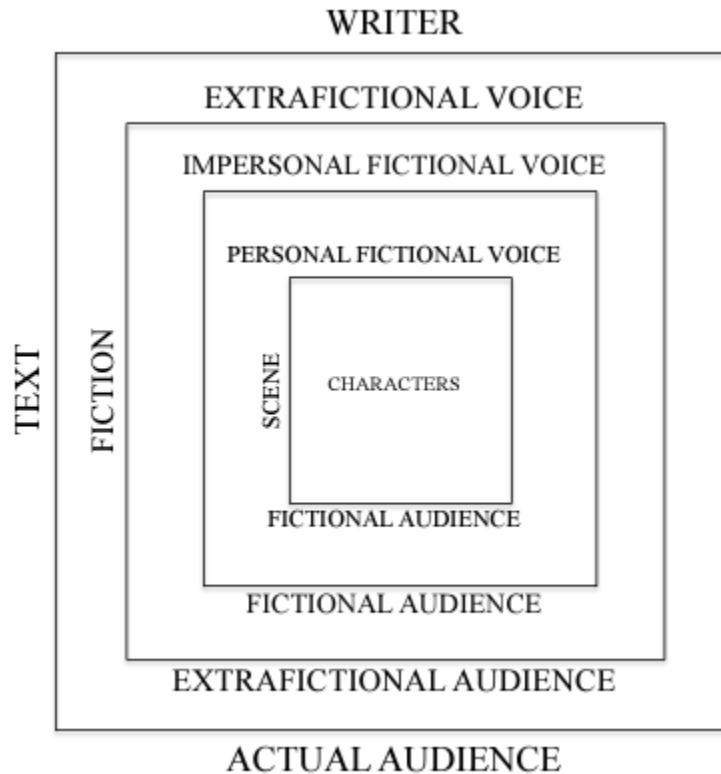 WRITER
EXTRAFICTIONAL VOICE
IMPERSONAL FICTIONAL VOICE
PERSONAL FICTIONAL VOICE
TEXT
FICTION
SCENE
CHARACTERS
FICTIONAL AUDIENCE
FICTIONAL AUDIENCE
EXTRAFICTIONAL AUDIENCE
ACTUAL AUDIENCE